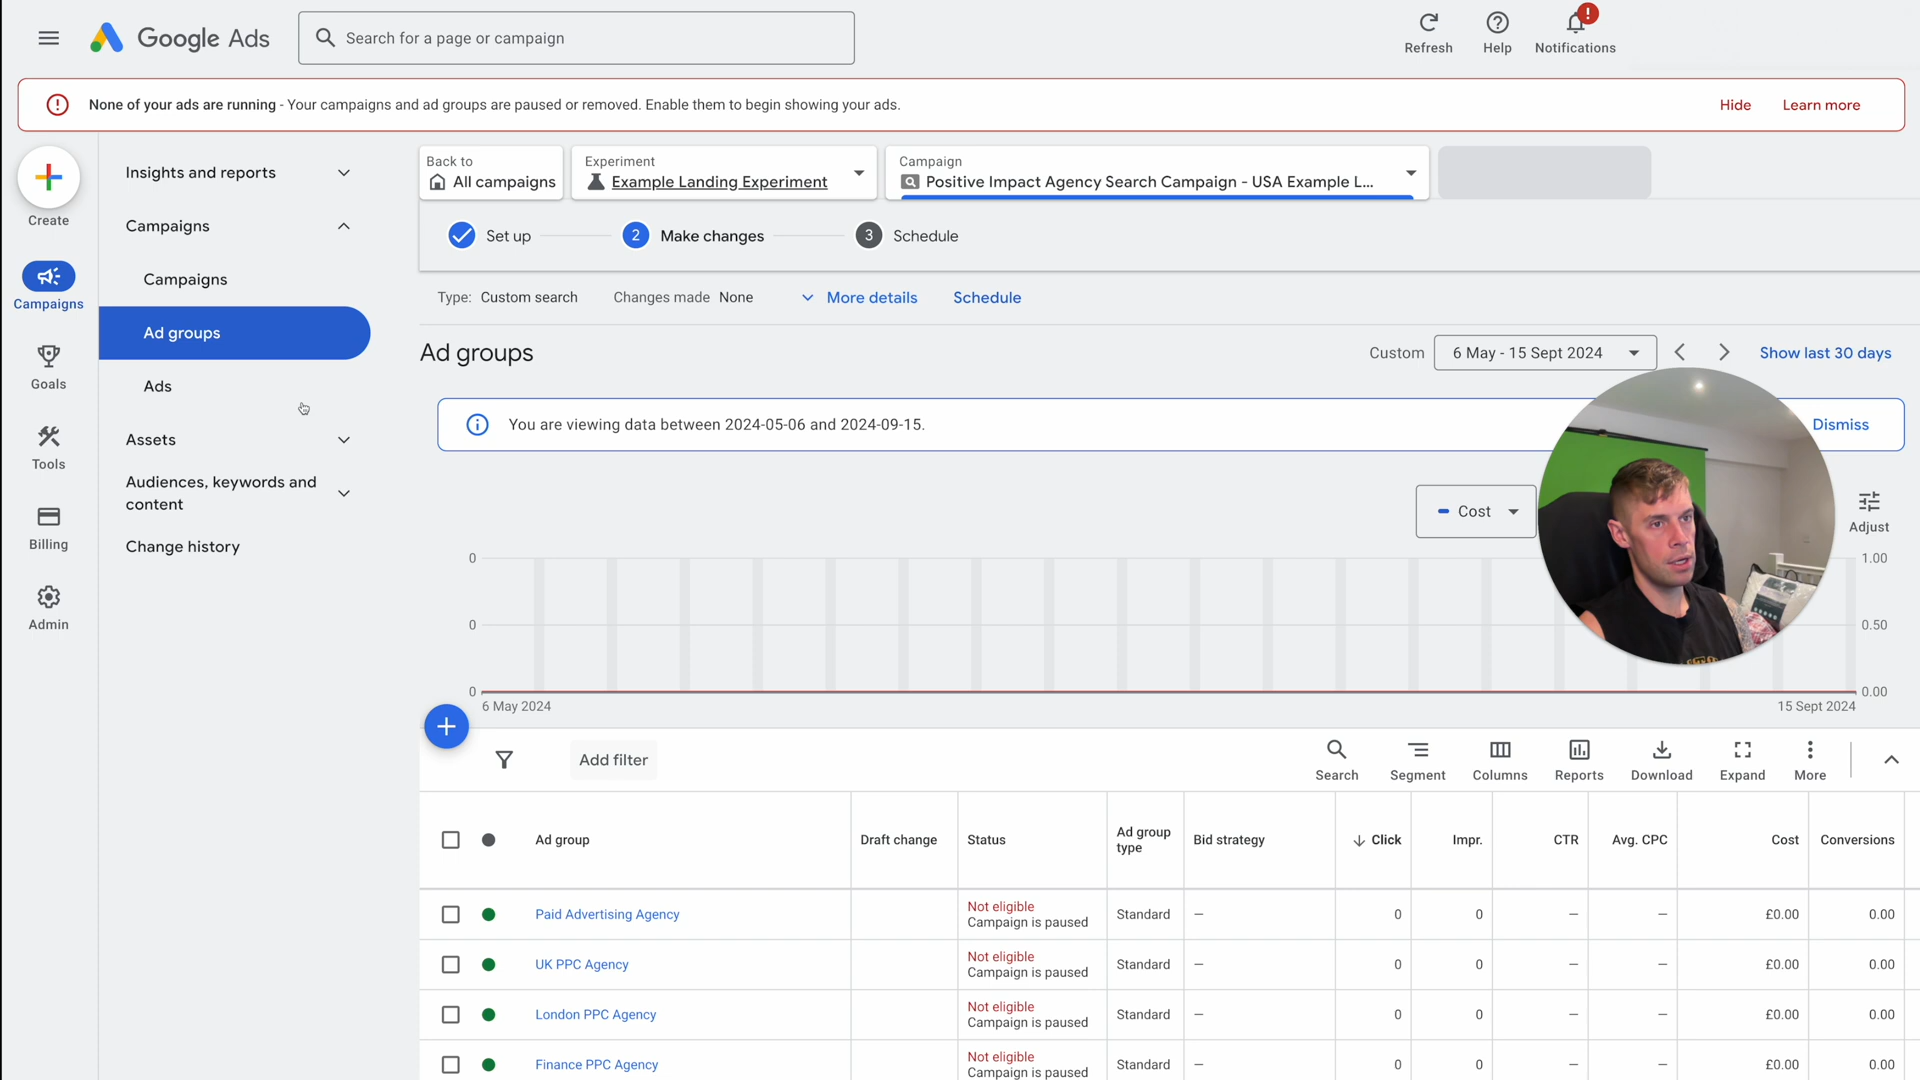 Google Ads
Search for a page or campaign
Refresh
Help
Notifications
None of your ads are running - Your campaigns and ad groups are paused or removed. Enable them to begin showing your ads.
Hide
Learn more
Create
Campaigns
Goals
Tools
Billing
Admin
Insights and reports
Campaigns
Campaigns
Ad groups
Ads
Assets
Audiences, keywords and
content
Change history
Back to
All campaigns
Experiment
Example Landing Experiment
Campaign
Positive Impact Agency Search Campaign - USA Example L...
Set up
2 Make changes
3 Schedule
Type: Custom search
Changes made None
More details
Schedule
Ad groups
Custom
6 May - 15 Sept 2024
Show last 30 days
You are viewing data between 2024-05-06 and 2024-09-15.
Dismiss
Cost
Adjust
0 1.00
0 0.50
0 0.00
6 May 2024 15 Sept 2024
Add filter
Search
Segment
Columns
Reports
Download
Expand
More
Ad group Draft change Status Ad group type Bid strategy Click Impr. CTR Avg. CPC Cost Conversions
Paid Advertising Agency Not eligible Campaign is paused Standard – 0 0 – – £0.00 0.00
UK PPC Agency Not eligible Campaign is paused Standard – 0 0 – – £0.00 0.00
London PPC Agency Not eligible Campaign is paused Standard – 0 0 – – £0.00 0.00
Finance PPC Agency Not eligible Campaign is paused Standard – 0 0 – – £0.00 0.00